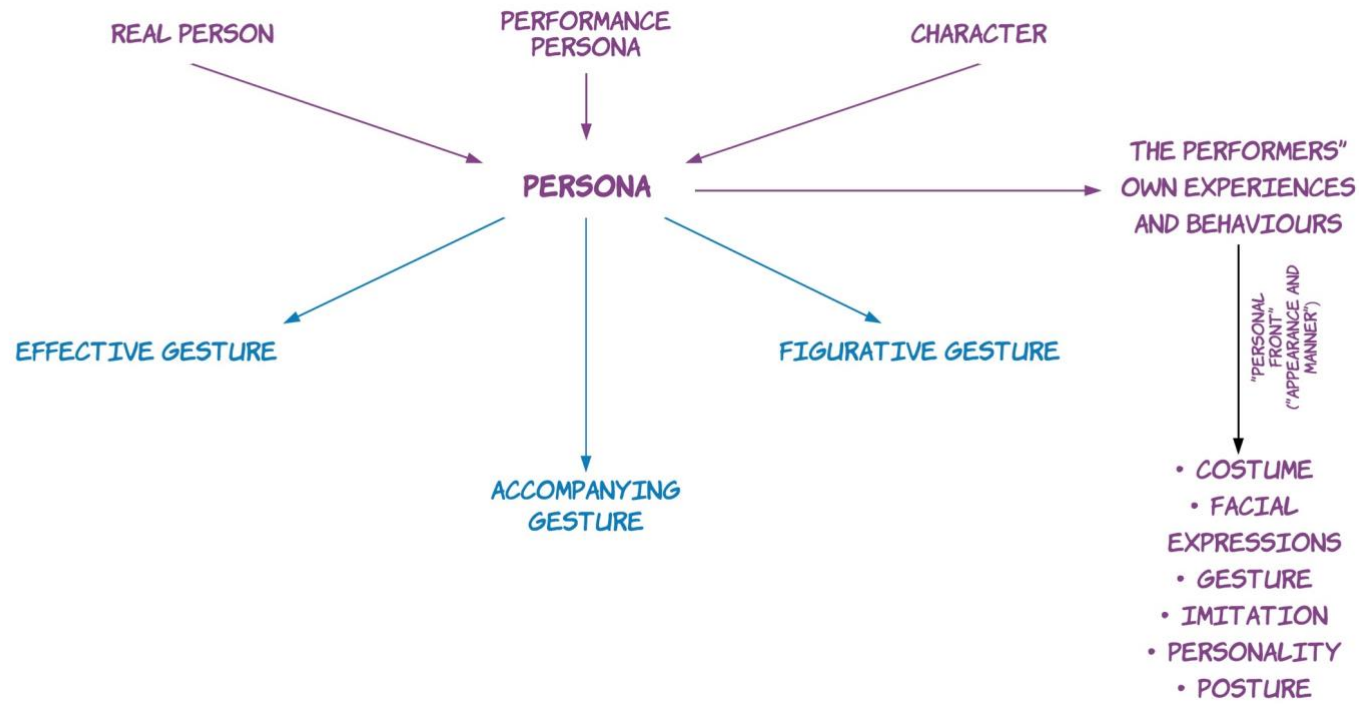 REAL PERSON
PERFORMANCE
PERSONA
CHARACTER
PERSONA
THE PERFORMERS"
OWN EXPERIENCES
AND BEHAVIOURS
EFFECTIVE GESTURE
ACCOMPANYING
GESTURE
FIGURATIVE GESTURE
"PERSONAL
FRONT"
("APPEARANCE AND
MANNER")
• COSTUME
• FACIAL
EXPRESSIONS
• GESTURE
• IMITATION
• PERSONALITY
• POSTURE